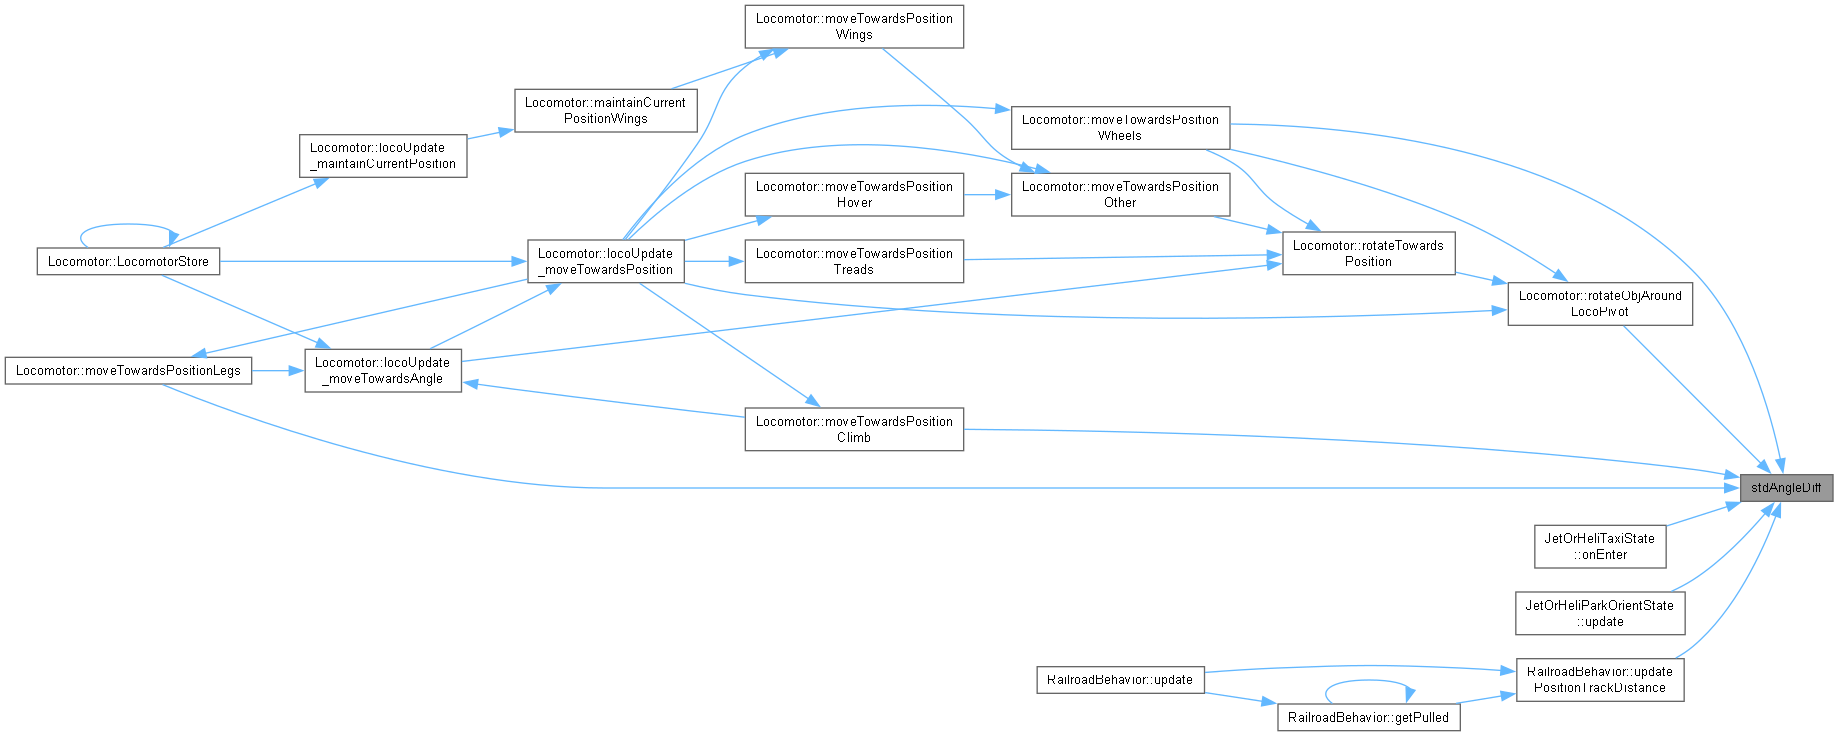 Locomotor::moveTowardsPosition
Wings
Locomotor::maintainCurrent
PositionWings
Locomotor::moveTowardsPosition
Wheels
Locomotor::locoUpdate
_maintainCurrentPosition
Locomotor::moveTowardsPosition
Hover
Locomotor::moveTowardsPosition
Other
Locomotor::LocomotorStore
Locomotor::locoUpdate
_moveTowardsPosition
Locomotor::moveTowardsPosition
Treads
Locomotor::rotateTowards
Position
Locomotor::rotateObjAround
LocoPivot
Locomotor::moveTowardsPositionLegs
Locomotor::locoUpdate
_moveTowardsAngle
Locomotor::moveTowardsPosition
Climb
stdAngleDiff
JetOrHeliTaxiState
::onEnter
JetOrHeliParkOrientState
::update
RailroadBehavior::update
RailroadBehavior::update
PositionTrackDistance
RailroadBehavior::getPulled